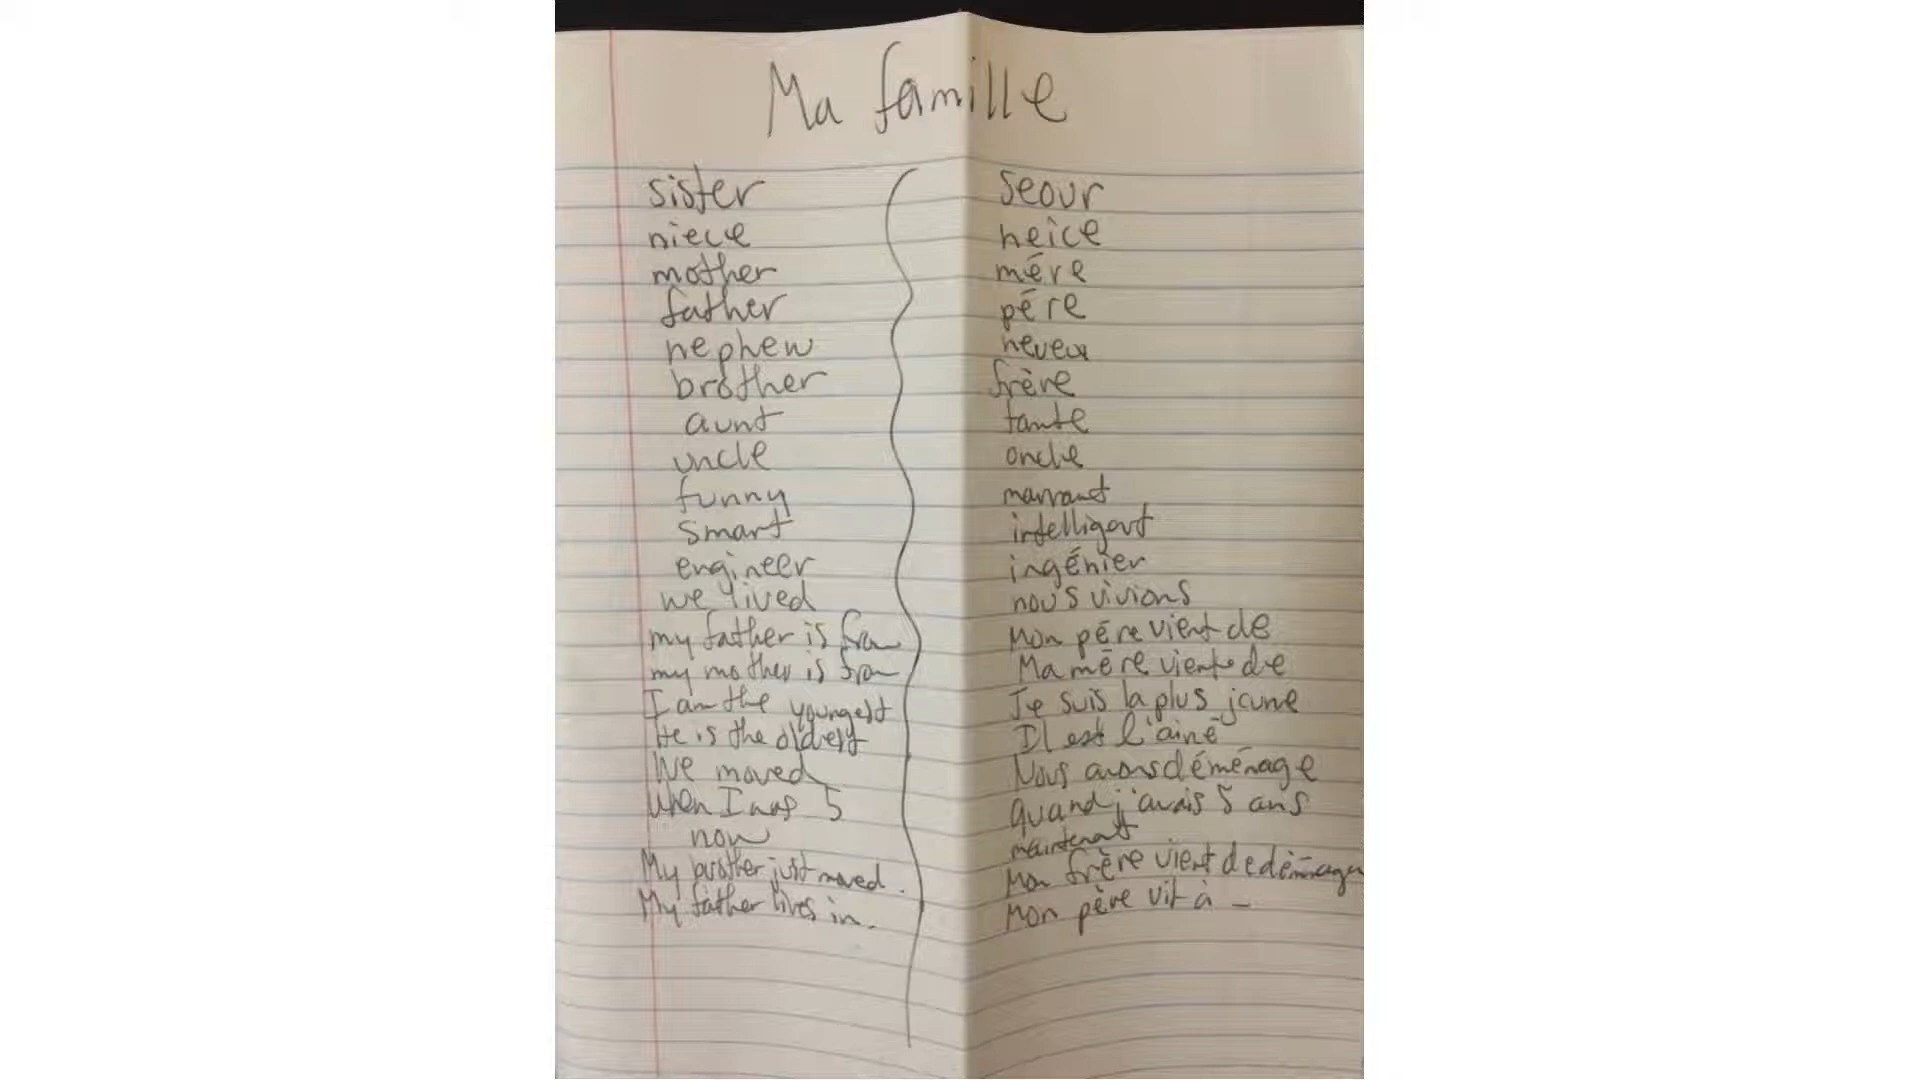 Ma famille
sister seour
niece neice
mother mére
father pére
nephew neveu
brother frère
aunt tante
uncle oncle
funny marrant
smart intelligent
engineer ingénier
we lived nous vivions
my father is from Mon pére vient de
my mother is from Ma mére vient de
I am the youngest Je suis la plus jeune
He is the oldest Il est l'ainé
We moved Nous avons déménage
When I was 5 quand j'avais 5 ans
now maintenant
My brother just moved. Mon frère vient de déménager
My father lives in. Mon père vit à -